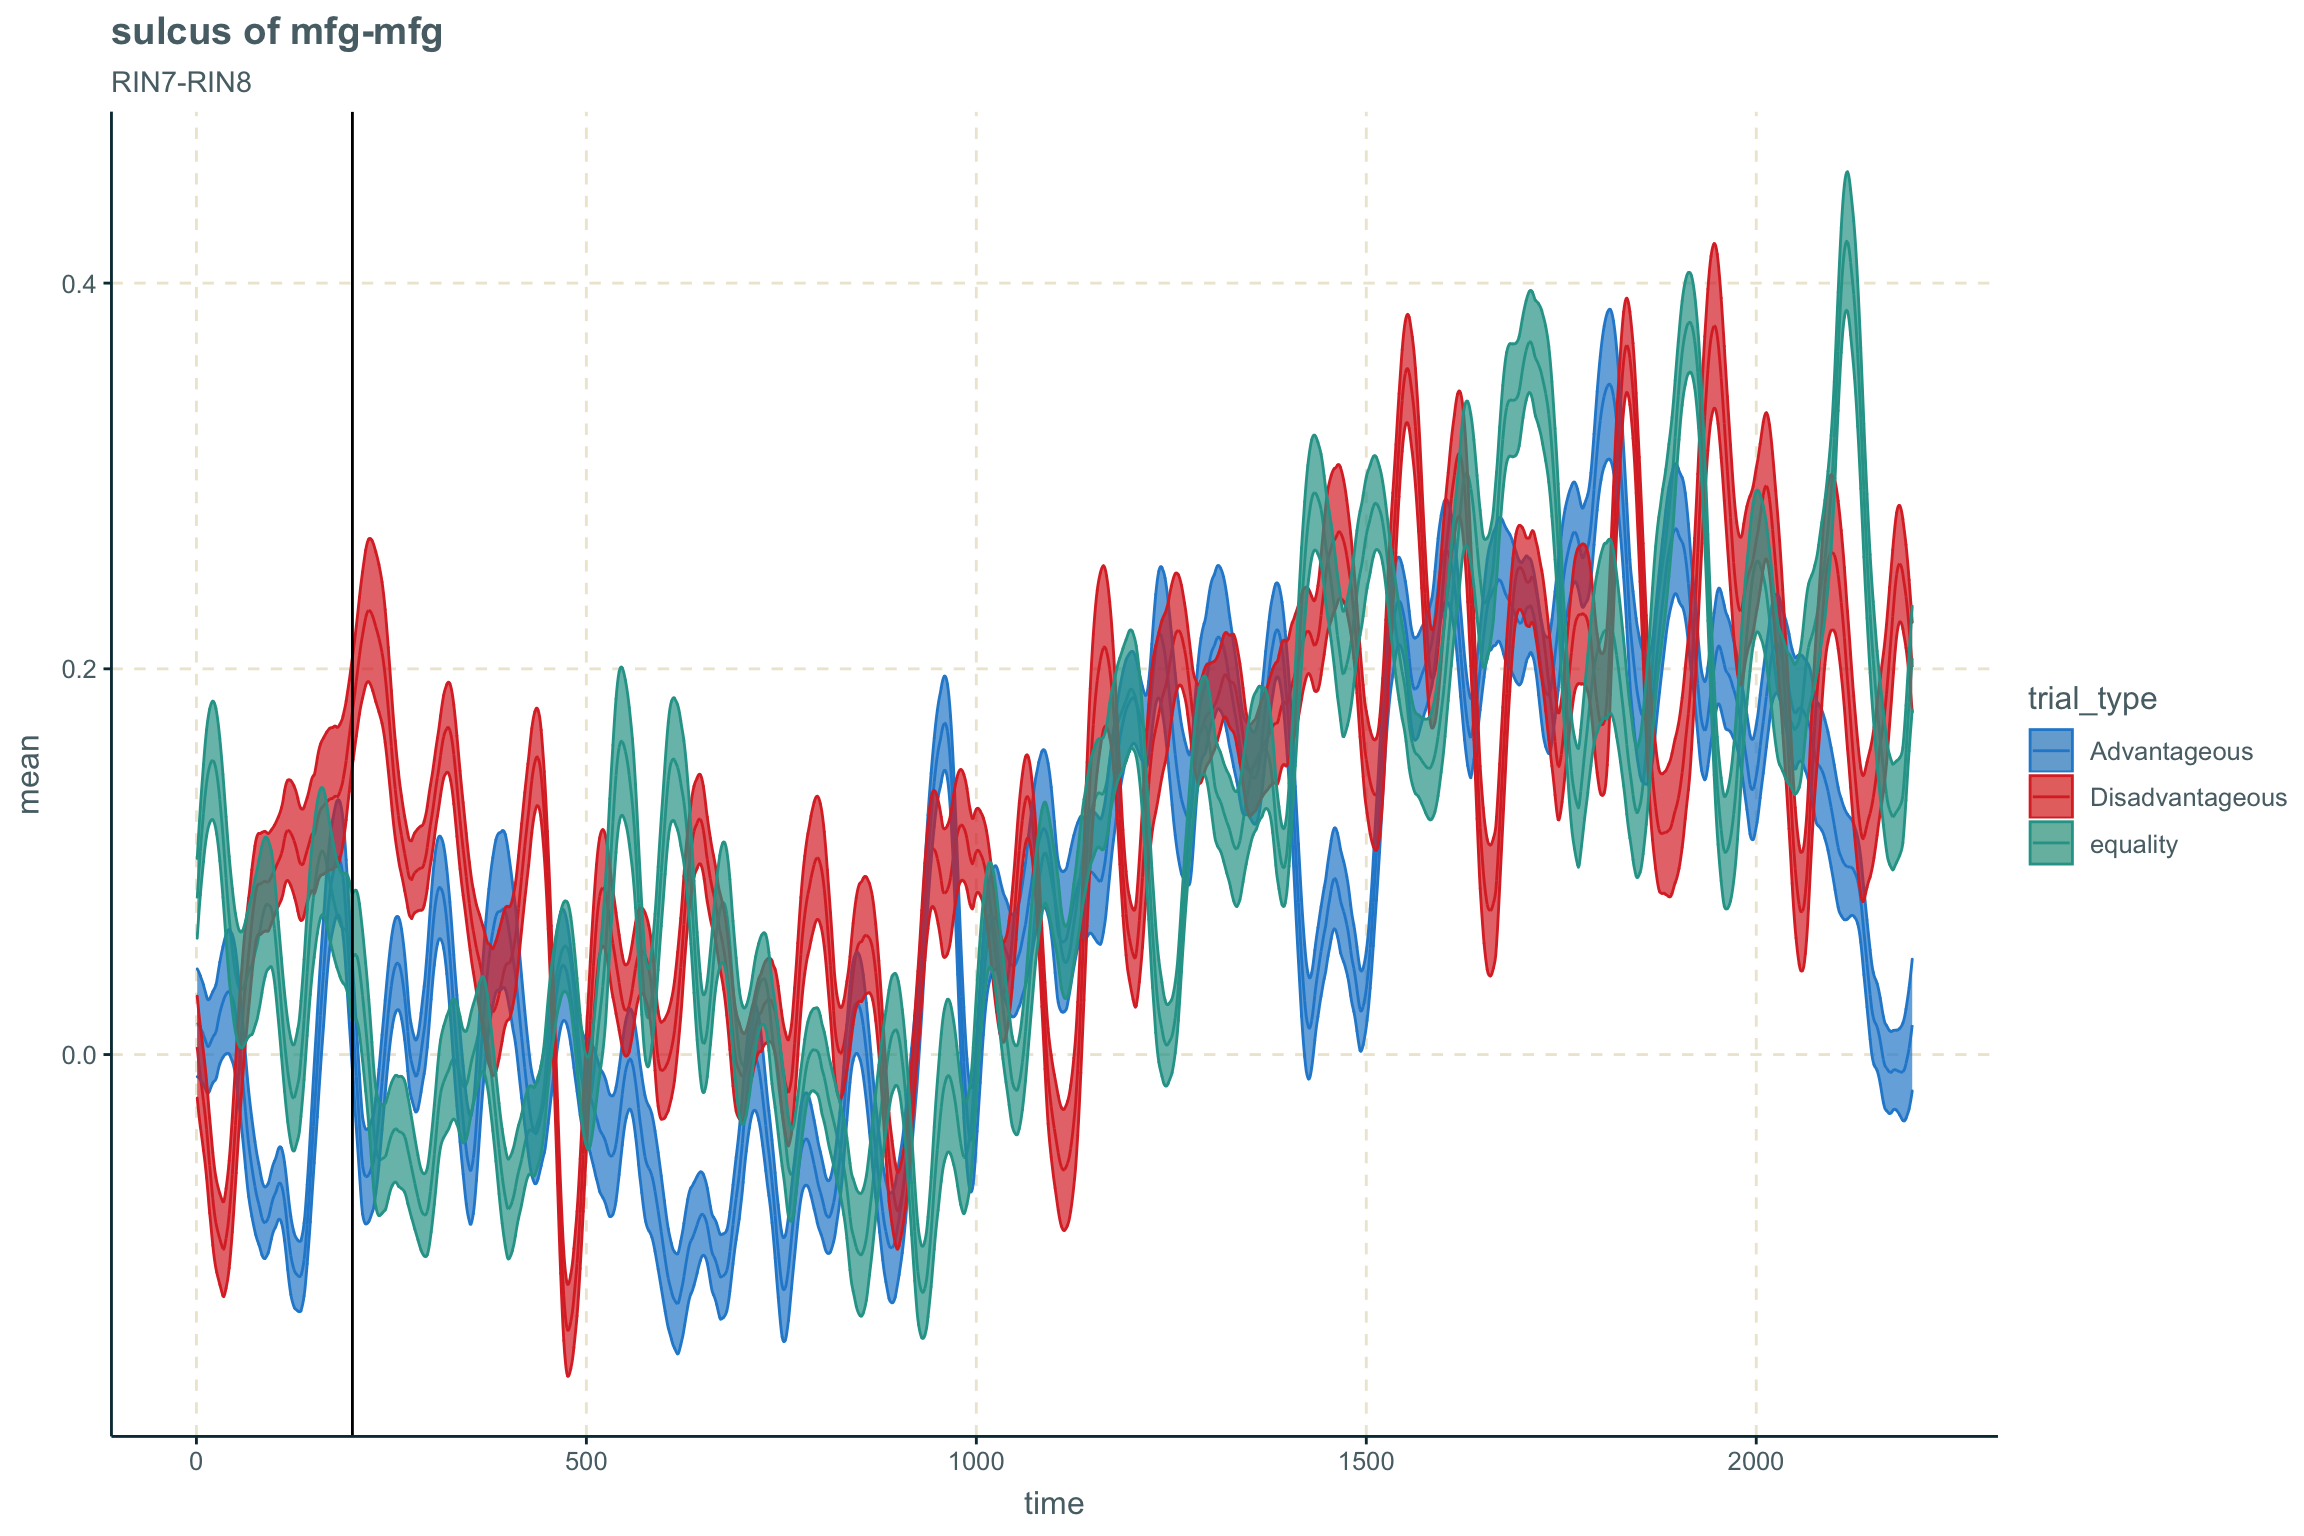 sulcus of mfg-mfg
RIN7-RIN8
mean
0.4
0.2
0.0
0
500
1000
1500
2000
time
trial_type
Advantageous
Disadvantageous
equality